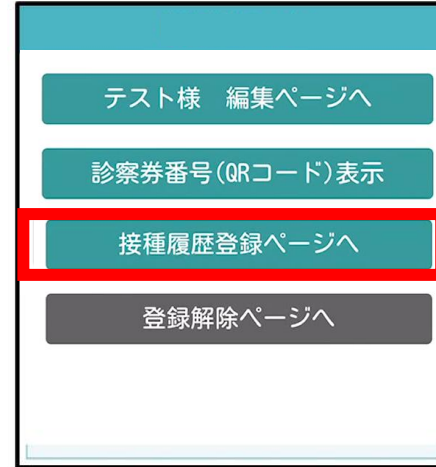 テスト様　編集ページへ
診察券番号(QRコード)表示
接種履歴登録ページへ
登録解除ページへ